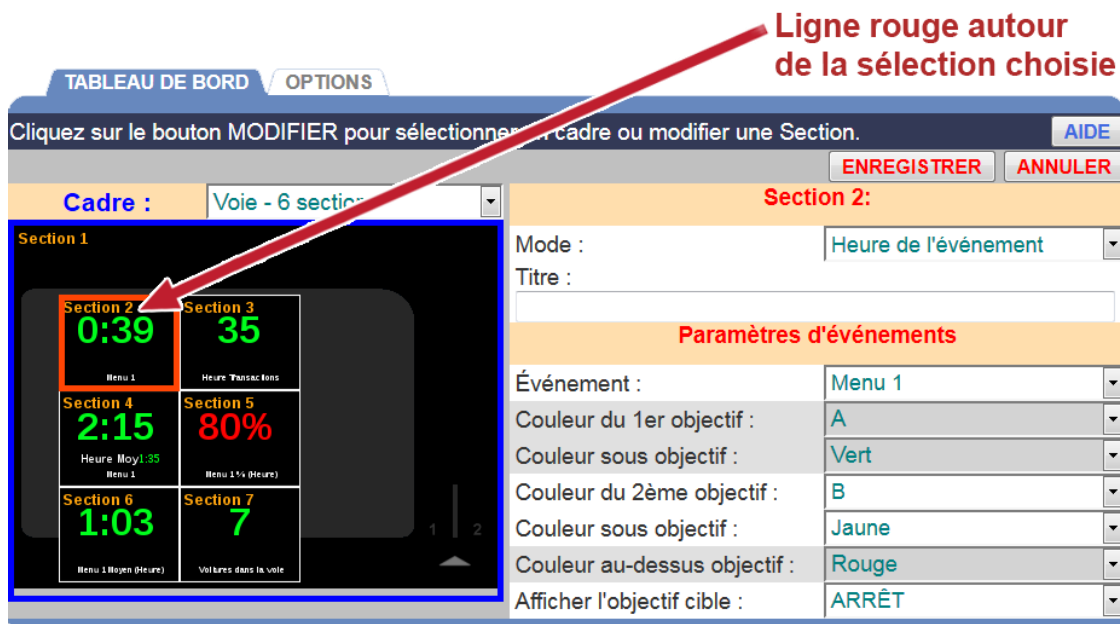 Ligne rouge autour
de la sélection choisie
TABLEAU DE BORD
OPTIONS
Cliquez sur le bouton MODIFIER pour sélectionner un cadre ou modifier une Section.
AIDE
ENREGISTRER
ANNULER
Cadre :
Voie - 6 section
Section 2:
Section 1
Mode :
Heure de l'événement
Titre :
Section 2
0:39
Menu 1
Section 3
35
Heure Transactions
Paramètres d'événements
Section 4
2:15
Heure Moy1:35
Menu 1
Section 5
80%
Menu 1 % (Heure)
Section 6
1:03
Menu 1 Moyen (Heure)
Section 7
7
Voitures dans la voie
1
2
Événement :
Menu 1
Couleur du 1er objectif :
A
Couleur sous objectif :
Vert
Couleur du 2ème objectif :
B
Couleur sous objectif :
Jaune
Couleur au-dessus objectif :
Rouge
Afficher l'objectif cible :
ARRÊT